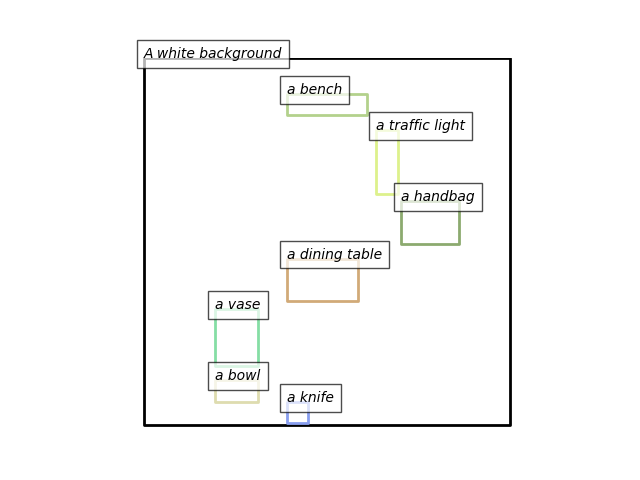 A white background
a bench
a traffic light
a handbag
a dining table
a vase
a bowl
a knife